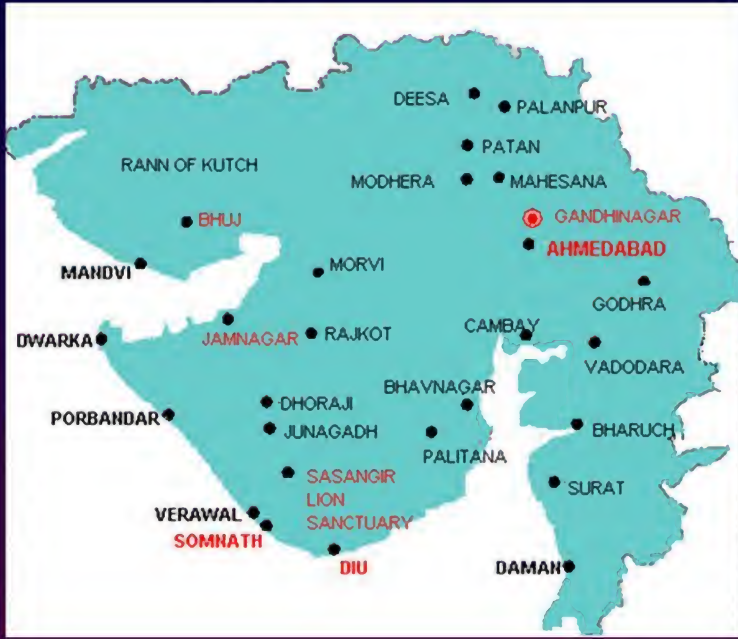 DEESA
PALANPUR
PATAN
RANN OF KUTCH
MODHERA
MAHESANA
BHUJ
GANDHINAGAR
AHMEDABAD
MANDVI
MORVI
GODHRA
DWARKA
JAMNAGAR
RAJKOT
CAMBAY
VADODARA
BHAVNAGAR
DHORAJI
PORBANDAR
JUNAGADH
BHARUCH
PALITANA
SASANGIR
LION
SANCTUARY
SURAT
VERAWAL
SOMNATH
DIU
DAMAN